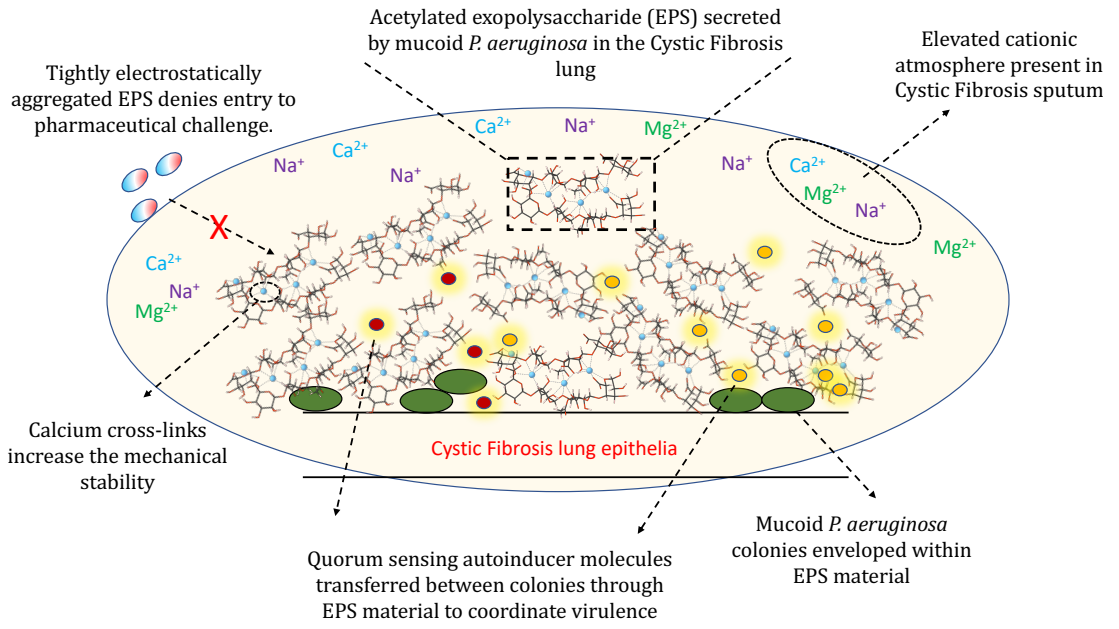 Acetylated exopolysaccharide (EPS) secreted
by mucoid P. aeruginosa in the Cystic Fibrosis
lung
Elevated cationic
atmosphere present in
Cystic Fibrosis sputum
Tightly electrostatically
aggregated EPS denies entry to
pharmaceutical challenge.
Ca²⁺
Na⁺
Mg²⁺
Ca²⁺
Na⁺
Na⁺
Na⁺
Ca²⁺
Mg²⁺
Na⁺
X
Mg²⁺
Ca²⁺
Na⁺
Mg²⁺
Calcium cross-links
increase the mechanical
stability
Cystic Fibrosis lung epithelia
Quorum sensing autoinducer molecules
transferred between colonies through
EPS material to coordinate virulence
Mucoid P. aeruginosa
colonies enveloped within
EPS material